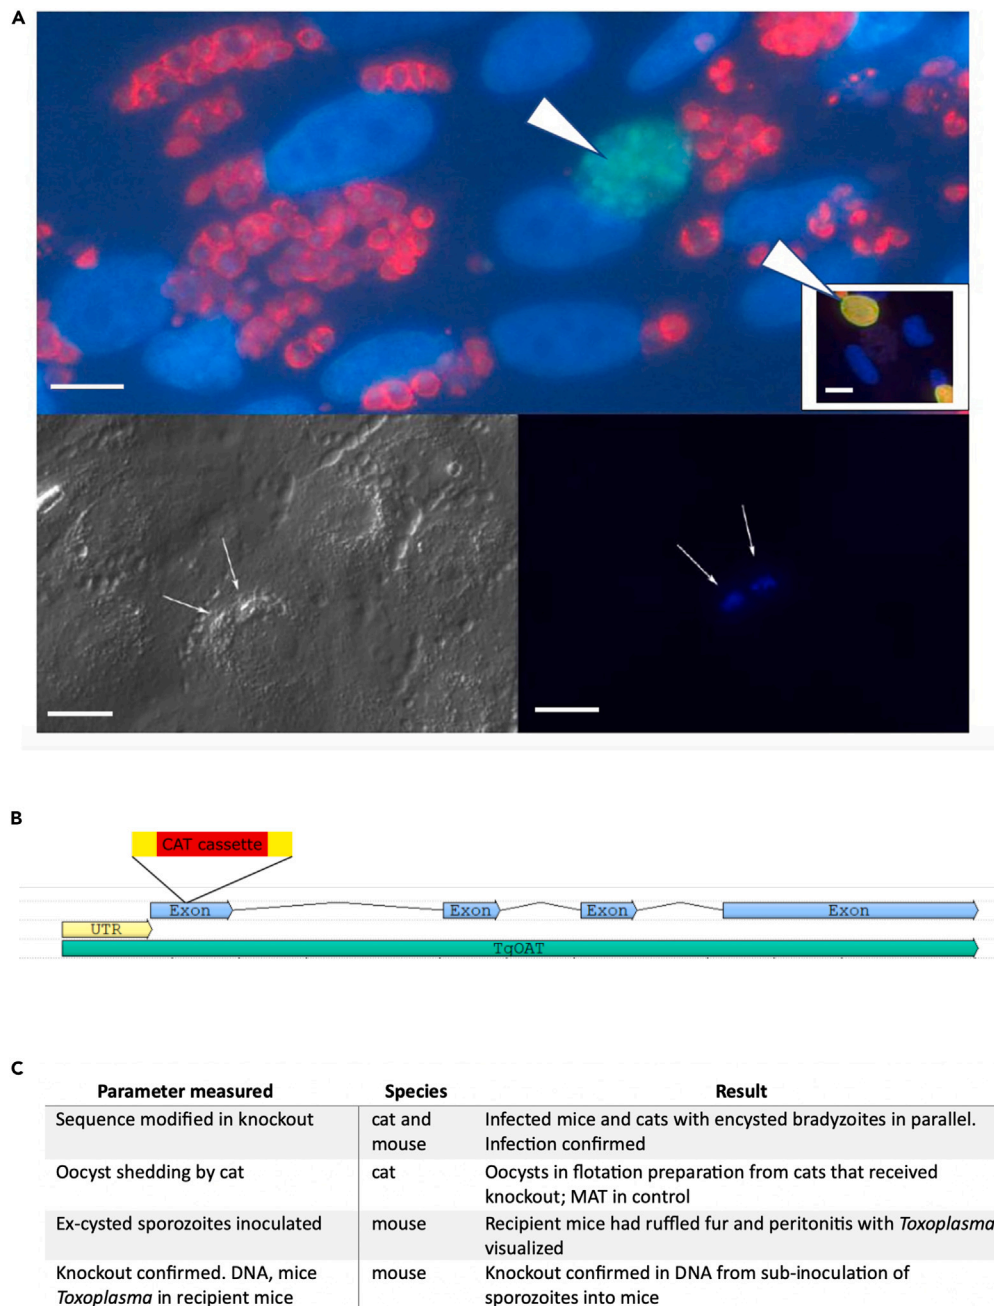 A
B
CAT cassette
Exon
Exon
Exon
Exon
UTR
TgOAT
C
Parameter measured Species Result
Sequence modified in knockout cat and Infected mice and cats with encysted bradyzoites in parallel.
mouse Infection confirmed
Oocyst shedding by cat cat Oocysts in flotation preparation from cats that received
knockout; MAT in control
Ex-cysted sporozoites inoculated mouse Recipient mice had ruffled fur and peritonitis with Toxoplasma
visualized
Knockout confirmed. DNA, mice mouse Knockout confirmed in DNA from sub-inoculation of
Toxoplasma in recipient mice sporozoites into mice